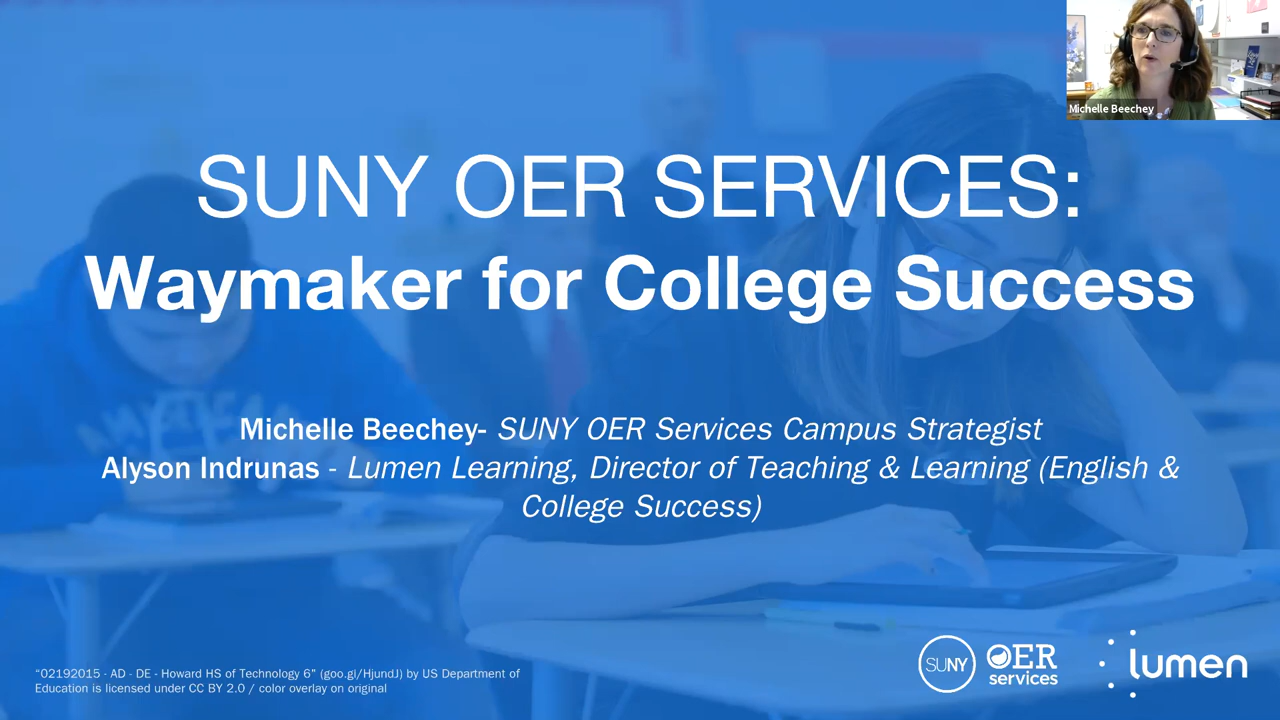 Michelle Beechey
SUNY OER SERVICES:
Waymaker for College Success
Michelle Beechey- SUNY OER Services Campus Strategist
Alyson Indrunas - Lumen Learning, Director of Teaching & Learning (English &
College Success)
“02192015 - AD - DE - Howard HS of Technology 6” (goo.gl/HjundJ) by US Department of
Education is licensed under CC BY 2.0 / color overlay on original
SUNY
OER
services
lumen